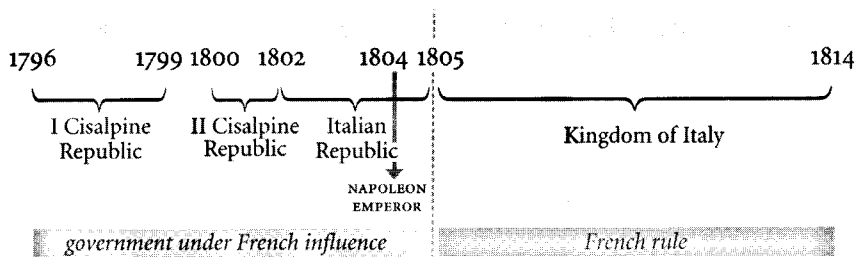 1796 1799 1800 1802 1804 1805 1814
I Cisalpine
Republic
II Cisalpine
Republic
Italian
Republic
Kingdom of Italy
NAPOLEON
EMPEROR
government under French influence
French rule